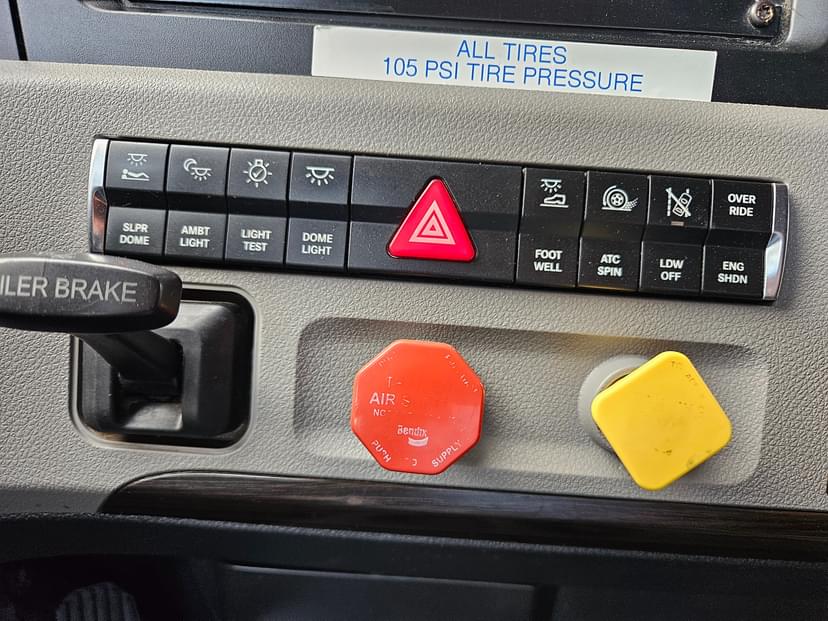 ALL TIRES
105 PSI TIRE PRESSURE
SLPR
DOME
AMBT
LIGHT
LIGHT
TEST
DOME
LIGHT
FOOT
WELL
ATC
SPIN
LDW
OFF
OVER
RIDE
ENG
SHDN
ILER BRAKE
AIR
Bendix
PUSH
SUPPLY